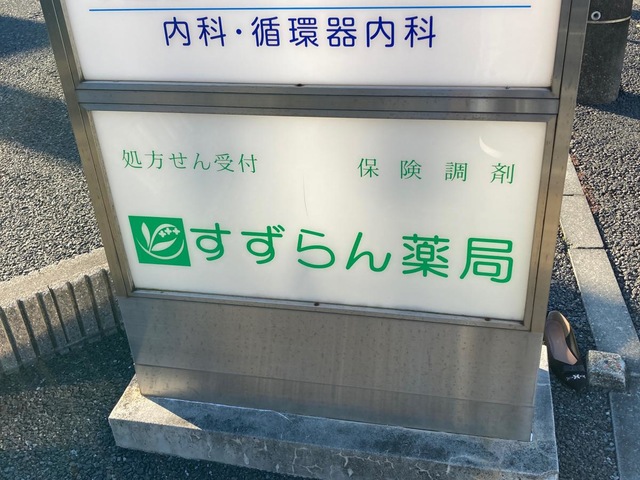 内科・循環器内科
処方せん受付 保険調剤
すずらん薬局